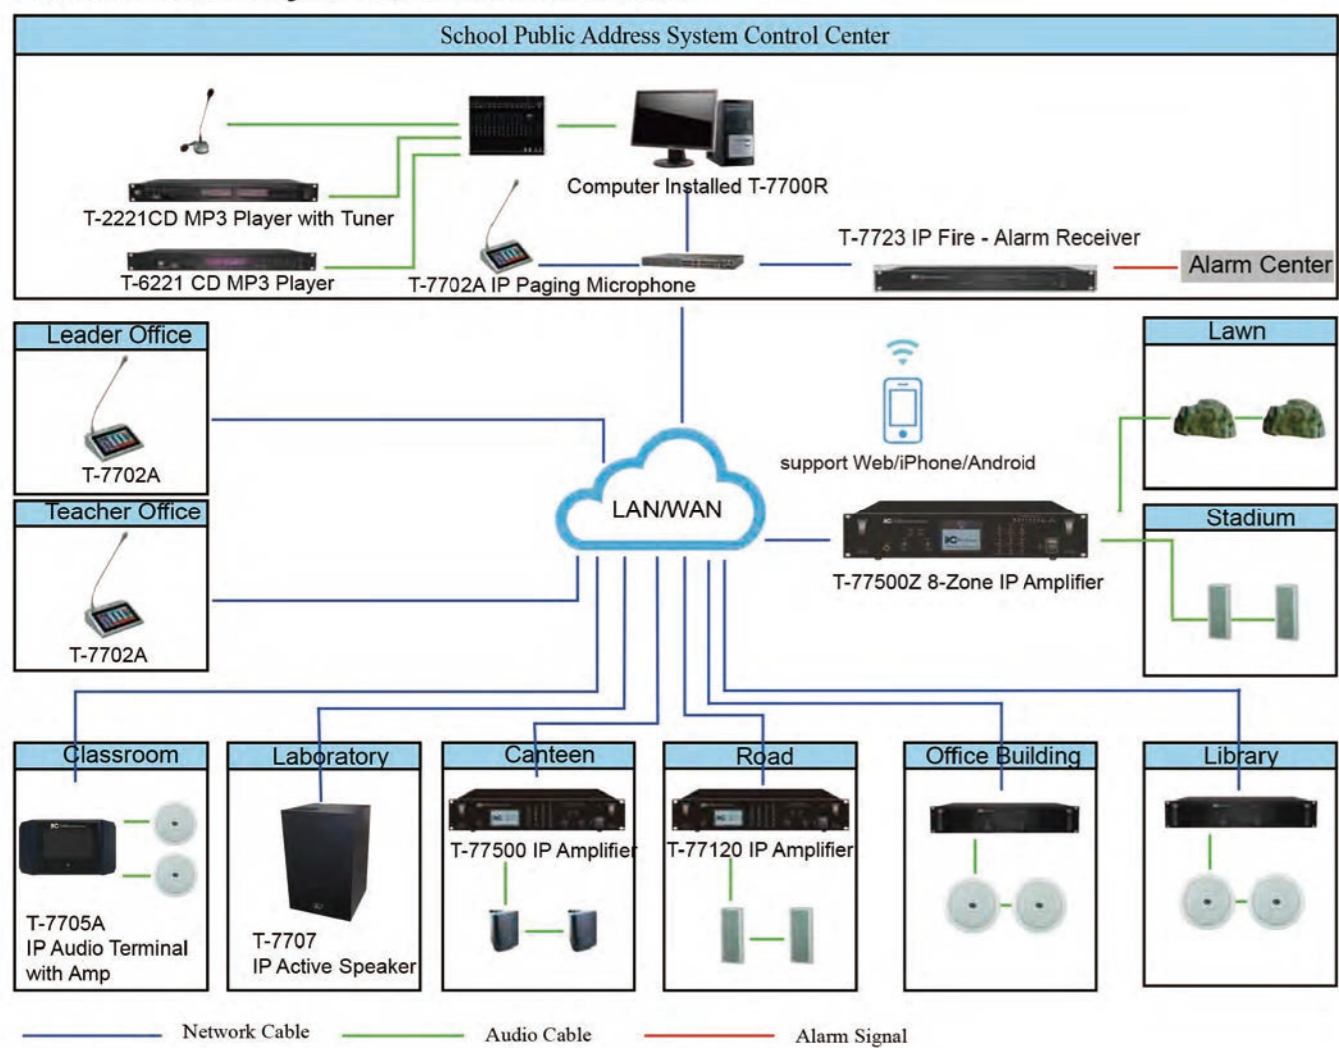 School Public Address System Control Center
Computer Installed T-7700R
T-2221CD MP3 Player with Tuner
T-6221 CD MP3 Player
T-7702A IP Paging Microphone
T-7723 IP Fire - Alarm Receiver
Alarm Center
Leader Office
T-7702A
Teacher Office
T-7702A
LAN/WAN
support Web/iPhone/Android
T-77500Z 8-Zone IP Amplifier
Lawn
Stadium
Classroom
T-7705A
IP Audio Terminal
with Amp
Laboratory
T-7707
IP Active Speaker
Canteen
T-77500 IP Amplifier
Road
T-77120 IP Amplifier
Office Building
Library
Network Cable
Audio Cable
Alarm Signal